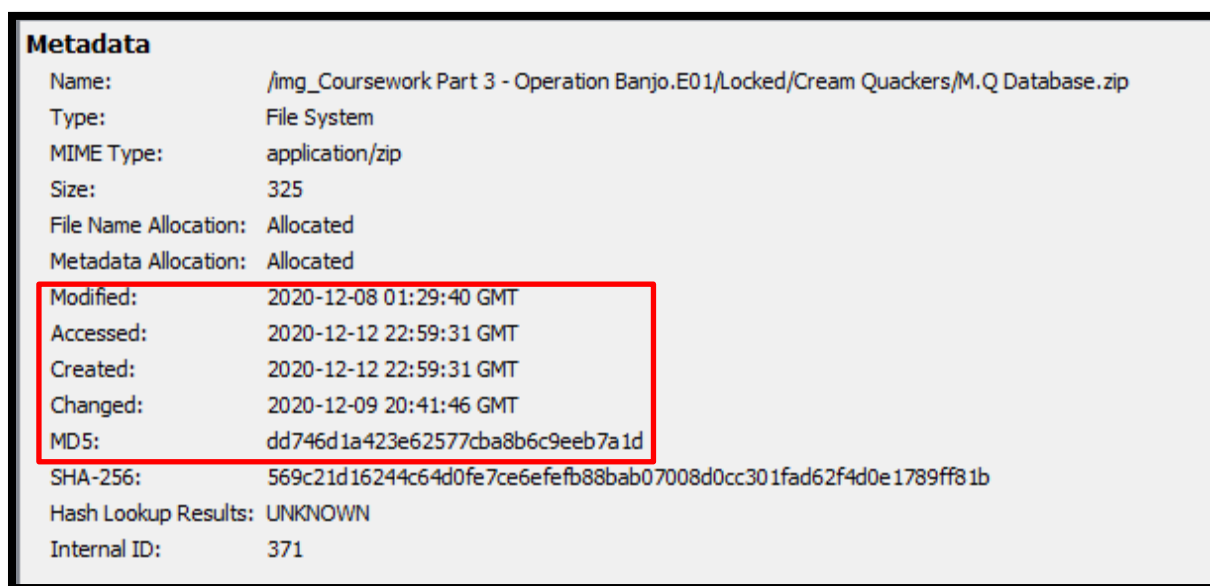 Metadata
Name: /img_Coursework Part 3 - Operation Banjo.E01/Locked/Cream Quackers/M.Q Database.zip
Type: File System
MIME Type: application/zip
Size: 325
File Name Allocation: Allocated
Metadata Allocation: Allocated
Modified: 2020-12-08 01:29:40 GMT
Accessed: 2020-12-12 22:59:31 GMT
Created: 2020-12-12 22:59:31 GMT
Changed: 2020-12-09 20:41:46 GMT
MD5: dd746d1a423e62577cba8b6c9eeb7a1d
SHA-256: 569c21d16244c64d0fe7ce6efefb88bab07008d0cc301fad62f4d0e1789ff81b
Hash Lookup Results: UNKNOWN
Internal ID: 371